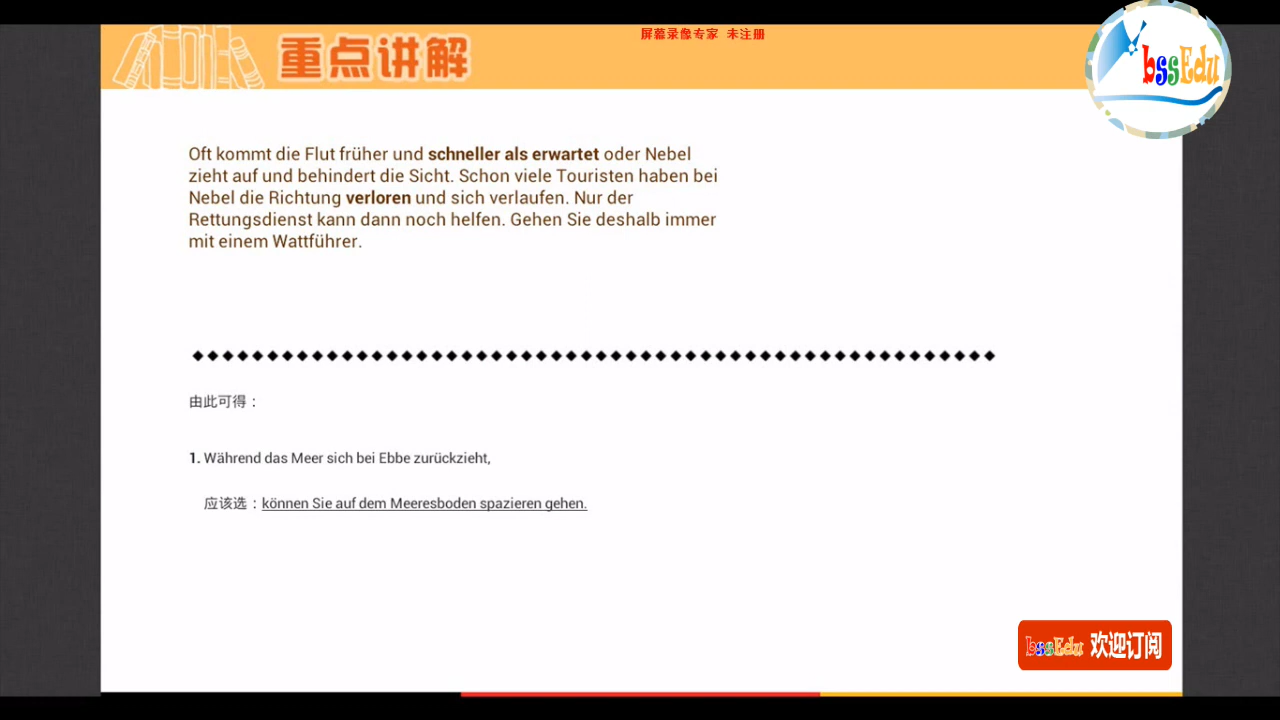 屏幕录像专家 未注册
重点讲解
bssEdu
Oft kommt die Flut früher und schneller als erwartet oder Nebel
zieht auf und behindert die Sicht. Schon viele Touristen haben bei
Nebel die Richtung verloren und sich verlaufen. Nur der
Rettungsdienst kann dann noch helfen. Gehen Sie deshalb immer
mit einem Wattführer.
由此可得：
1. Während das Meer sich bei Ebbe zurückzieht,
应该选：können Sie auf dem Meeresboden spazieren gehen.
bssEdu 欢迎订阅